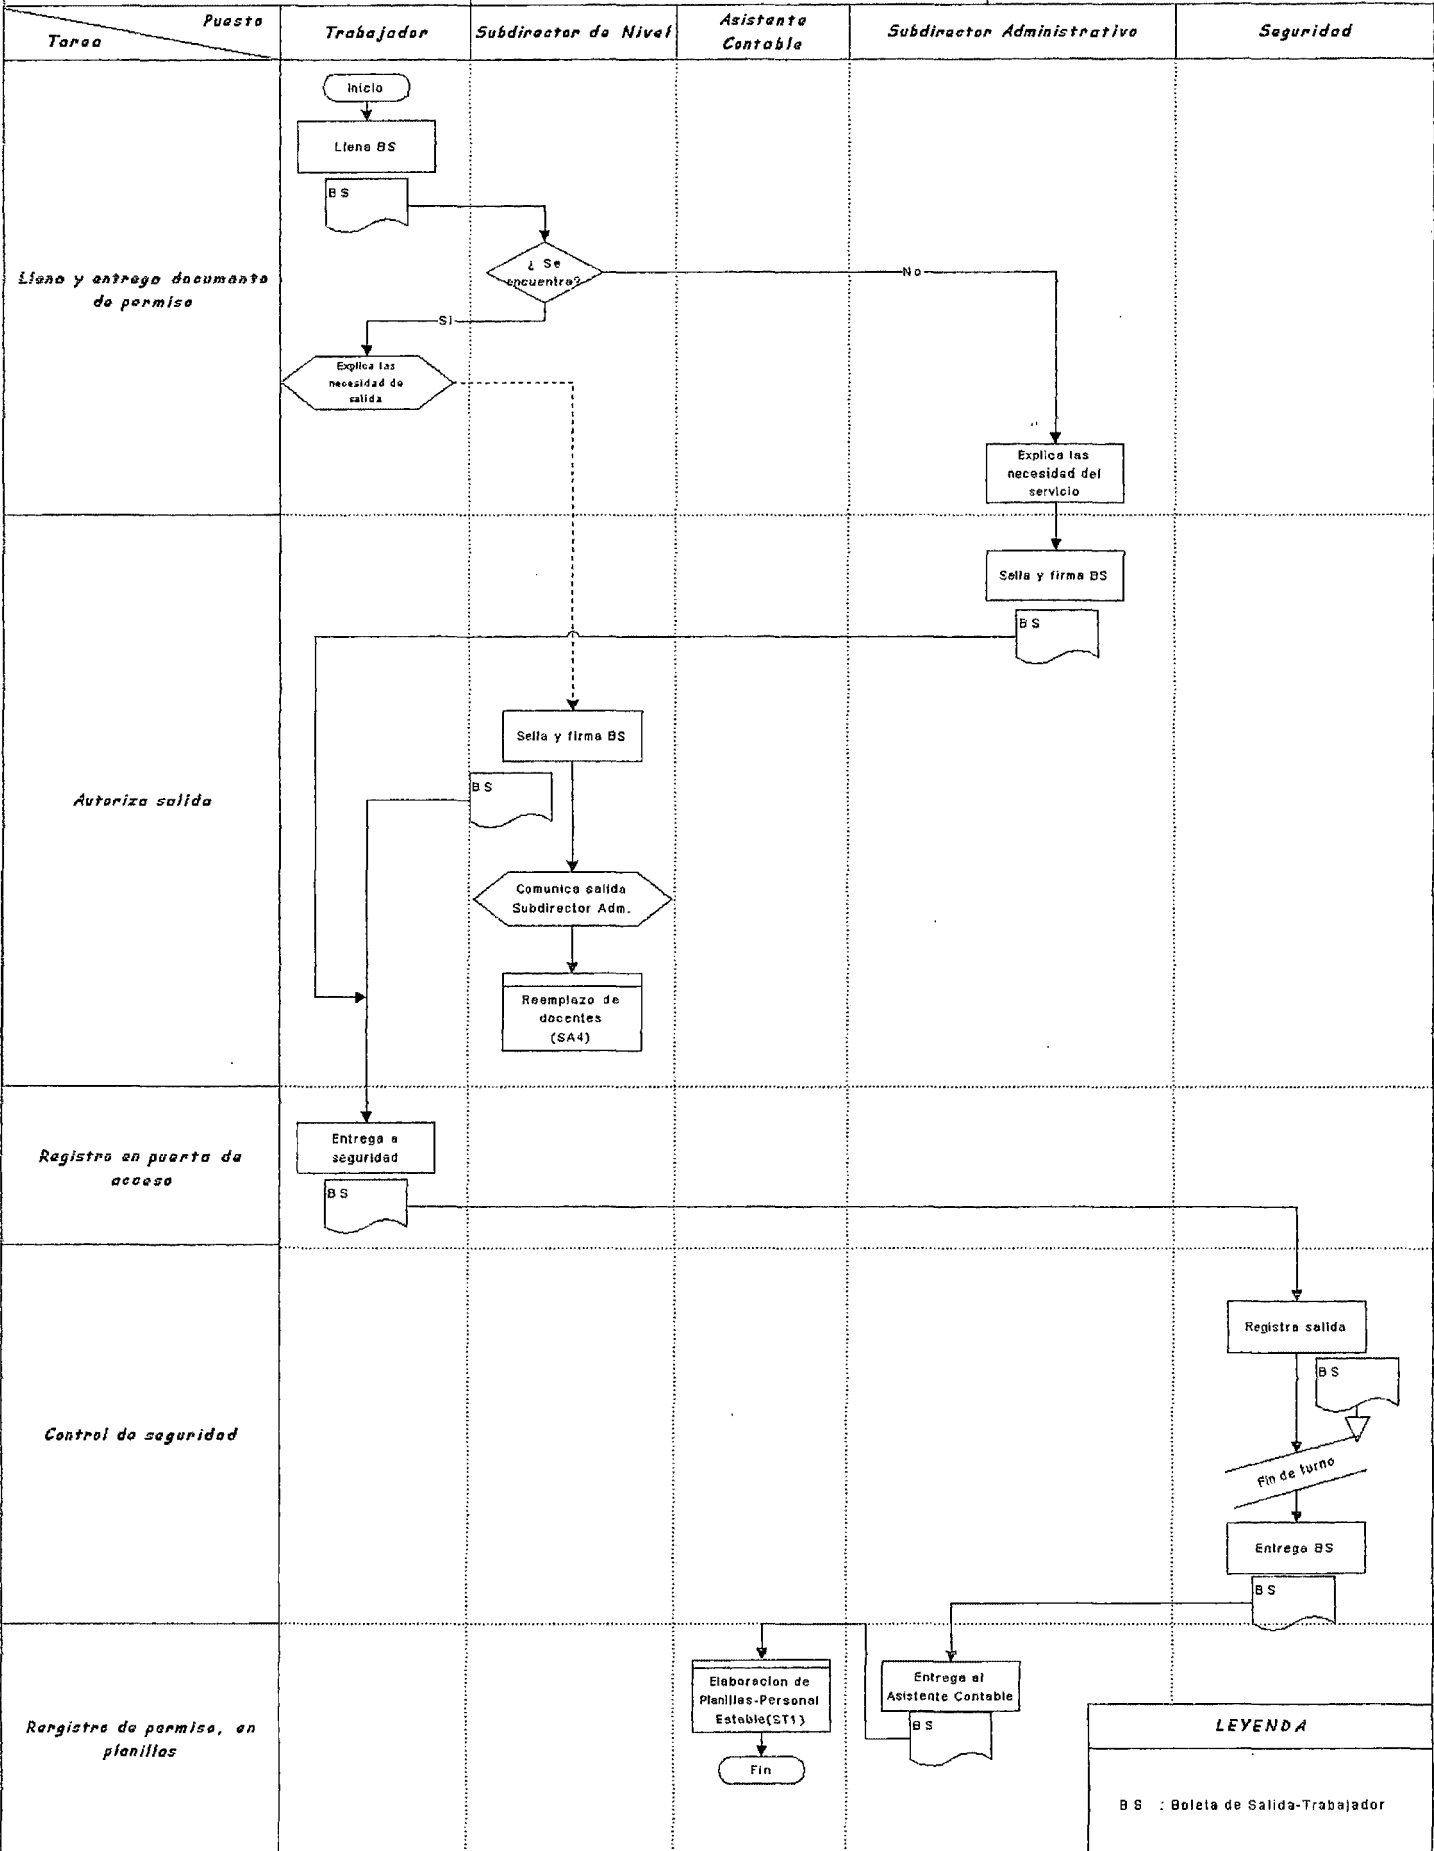 Puesto
Tarea
Trabajador
Subdirector de Nivel
Asistente
Contable
Subdirector Administrativo
Seguridad
Inicio
Llena BS
BS
¿ Se
encuentra?
No
Si
Llena y entrega documento
de permiso
Explica las
necesidad de
salida
Explica las
necesidad del
servicio
Sella y firma BS
BS
Sella y firma BS
BS
Autoriza salida
Comunica salida
Subdirector Adm.
Reemplazo de
docentes
(SA4)
Registro en puerta de
acceso
Entrega a
seguridad
BS
Registra salida
BS
Control de seguridad
Fin de turno
Entrega BS
BS
Elaboracion de
Planillas-Personal
Estable(ST1)
Entrega al
Asistente Contable
BS
Rergistro de permiso, en
planillas
Fin
LEYENDA
BS : Boleta de Salida-Trabajador